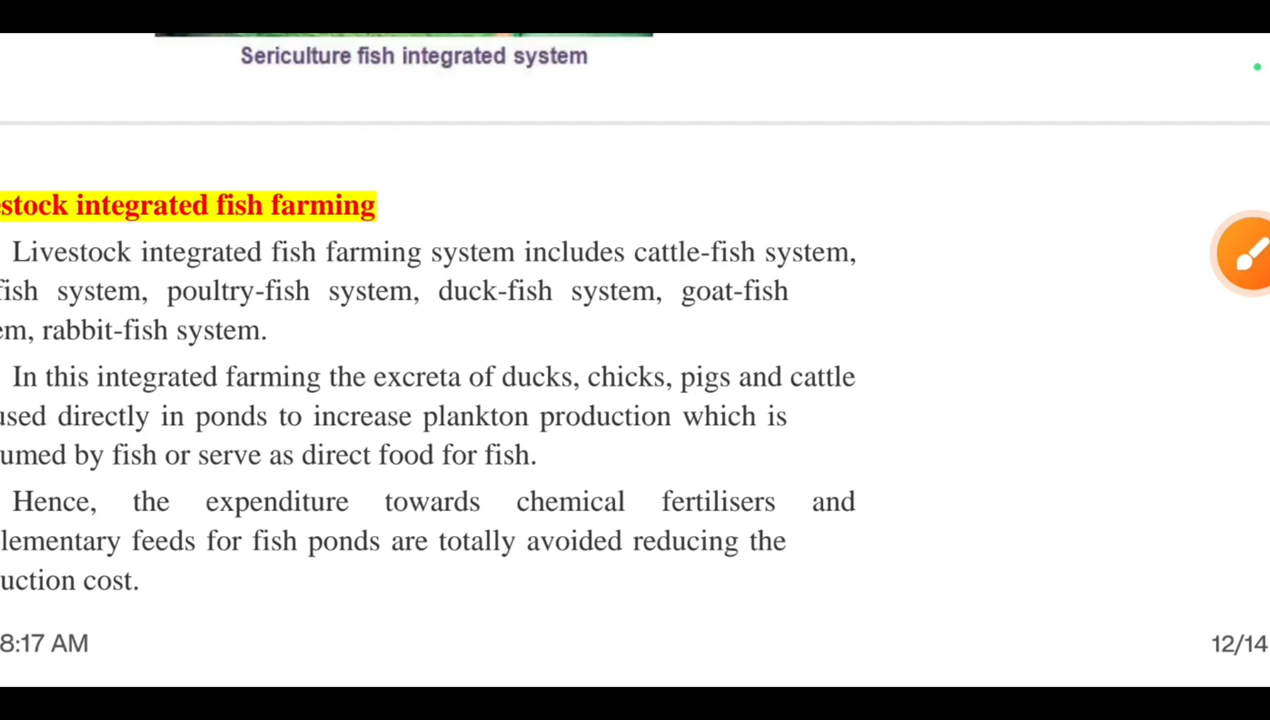 Sericulture fish integrated system
stock integrated fish farming
Livestock integrated fish farming system includes cattle-fish system,
fish system, poultry-fish system, duck-fish system, goat-fish
em, rabbit-fish system.
In this integrated farming the excreta of ducks, chicks, pigs and cattle
used directly in ponds to increase plankton production which is
umed by fish or serve as direct food for fish.
Hence, the expenditure towards chemical fertilisers and
lementary feeds for fish ponds are totally avoided reducing the
uction cost.
8:17 AM
12/14